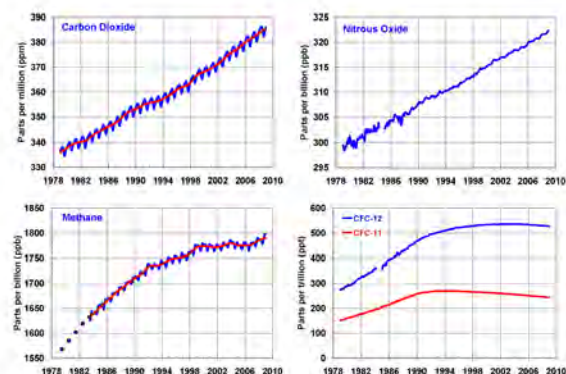 Carbon Dioxide
Parts per million (ppm)
390
380
370
360
350
340
330
1978 1982 1986 1990 1994 1998 2002 2006 2010
Nitrous Oxide
Parts per billion (ppb)
325
320
315
310
305
300
295
1978 1982 1986 1990 1994 1998 2002 2006 2010
Methane
Parts per billion (ppb)
1850
1800
1750
1700
1650
1600
1550
1978 1982 1986 1990 1994 1998 2002 2006 2010
CFC-12
CFC-11
Parts per trillion (ppt)
600
500
400
300
200
100
0
1978 1982 1986 1990 1994 1998 2002 2006 2010